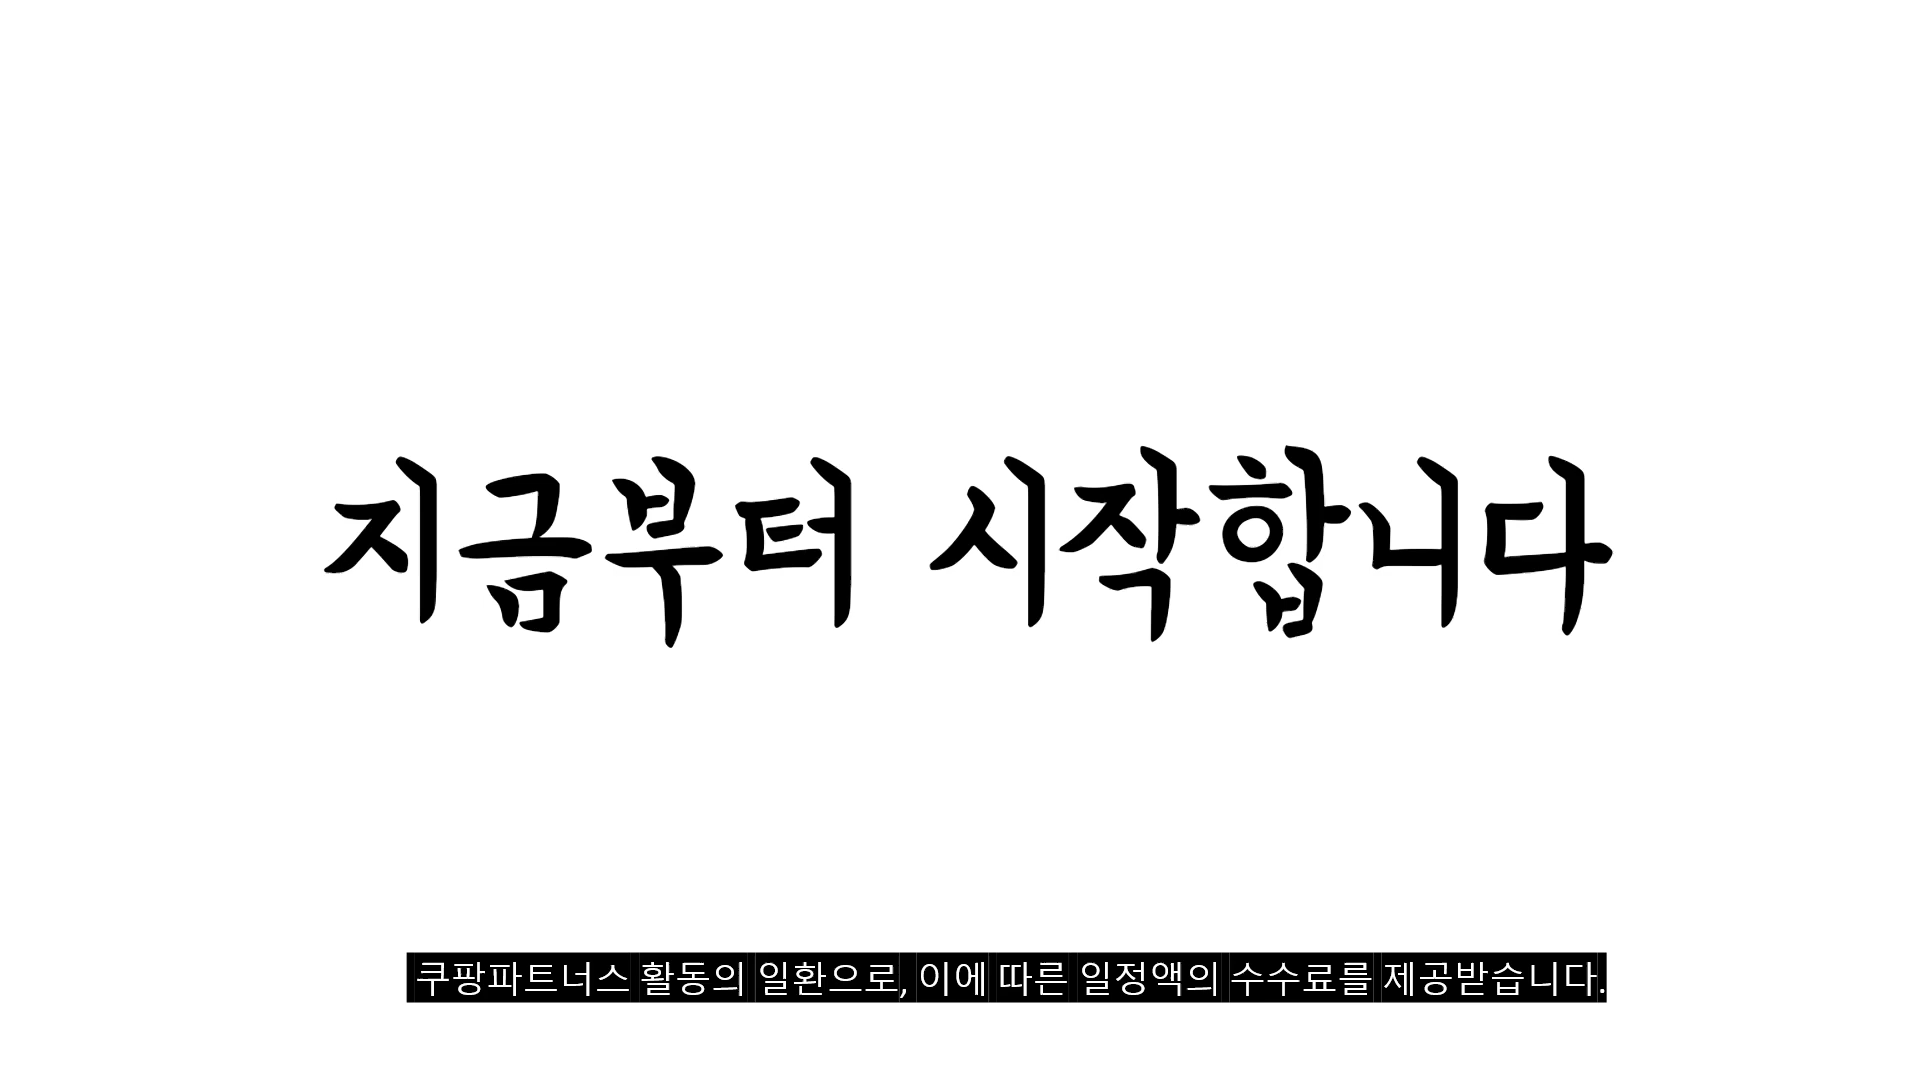 지금부터 시작합니다
쿠팡파트너스 활동의 일환으로, 이에 따른 일정액의 수수료를 제공받습니다.